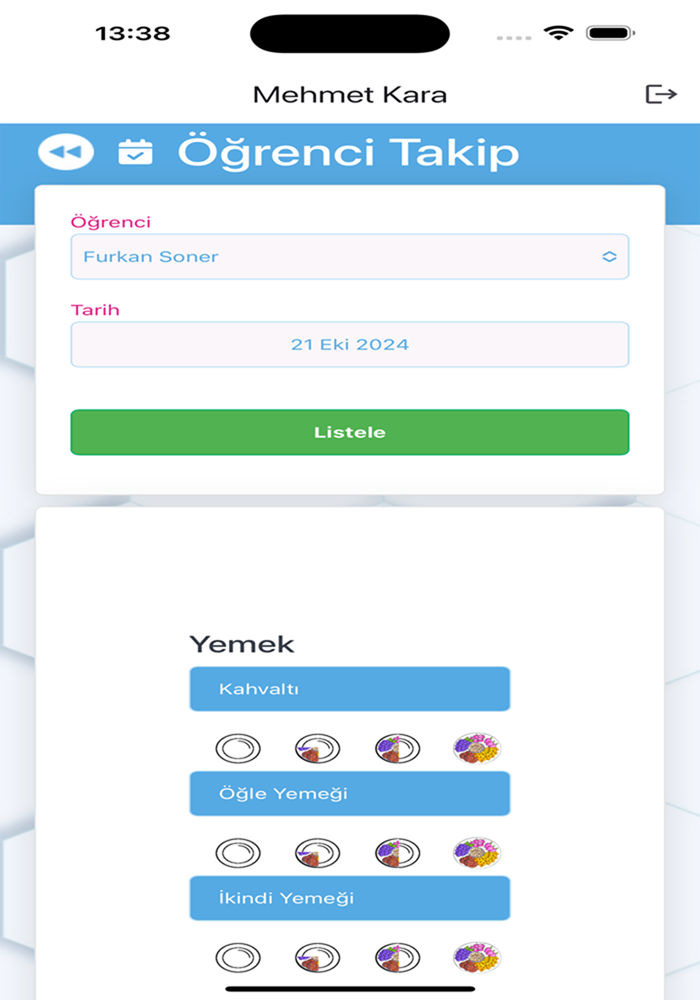 13:38
Mehmet Kara
Öğrenci Takip
Öğrenci
Furkan Soner
Tarih
21 Eki 2024
Listele
Yemek
Kahvaltı
Öğle Yemeği
İkindi Yemeği